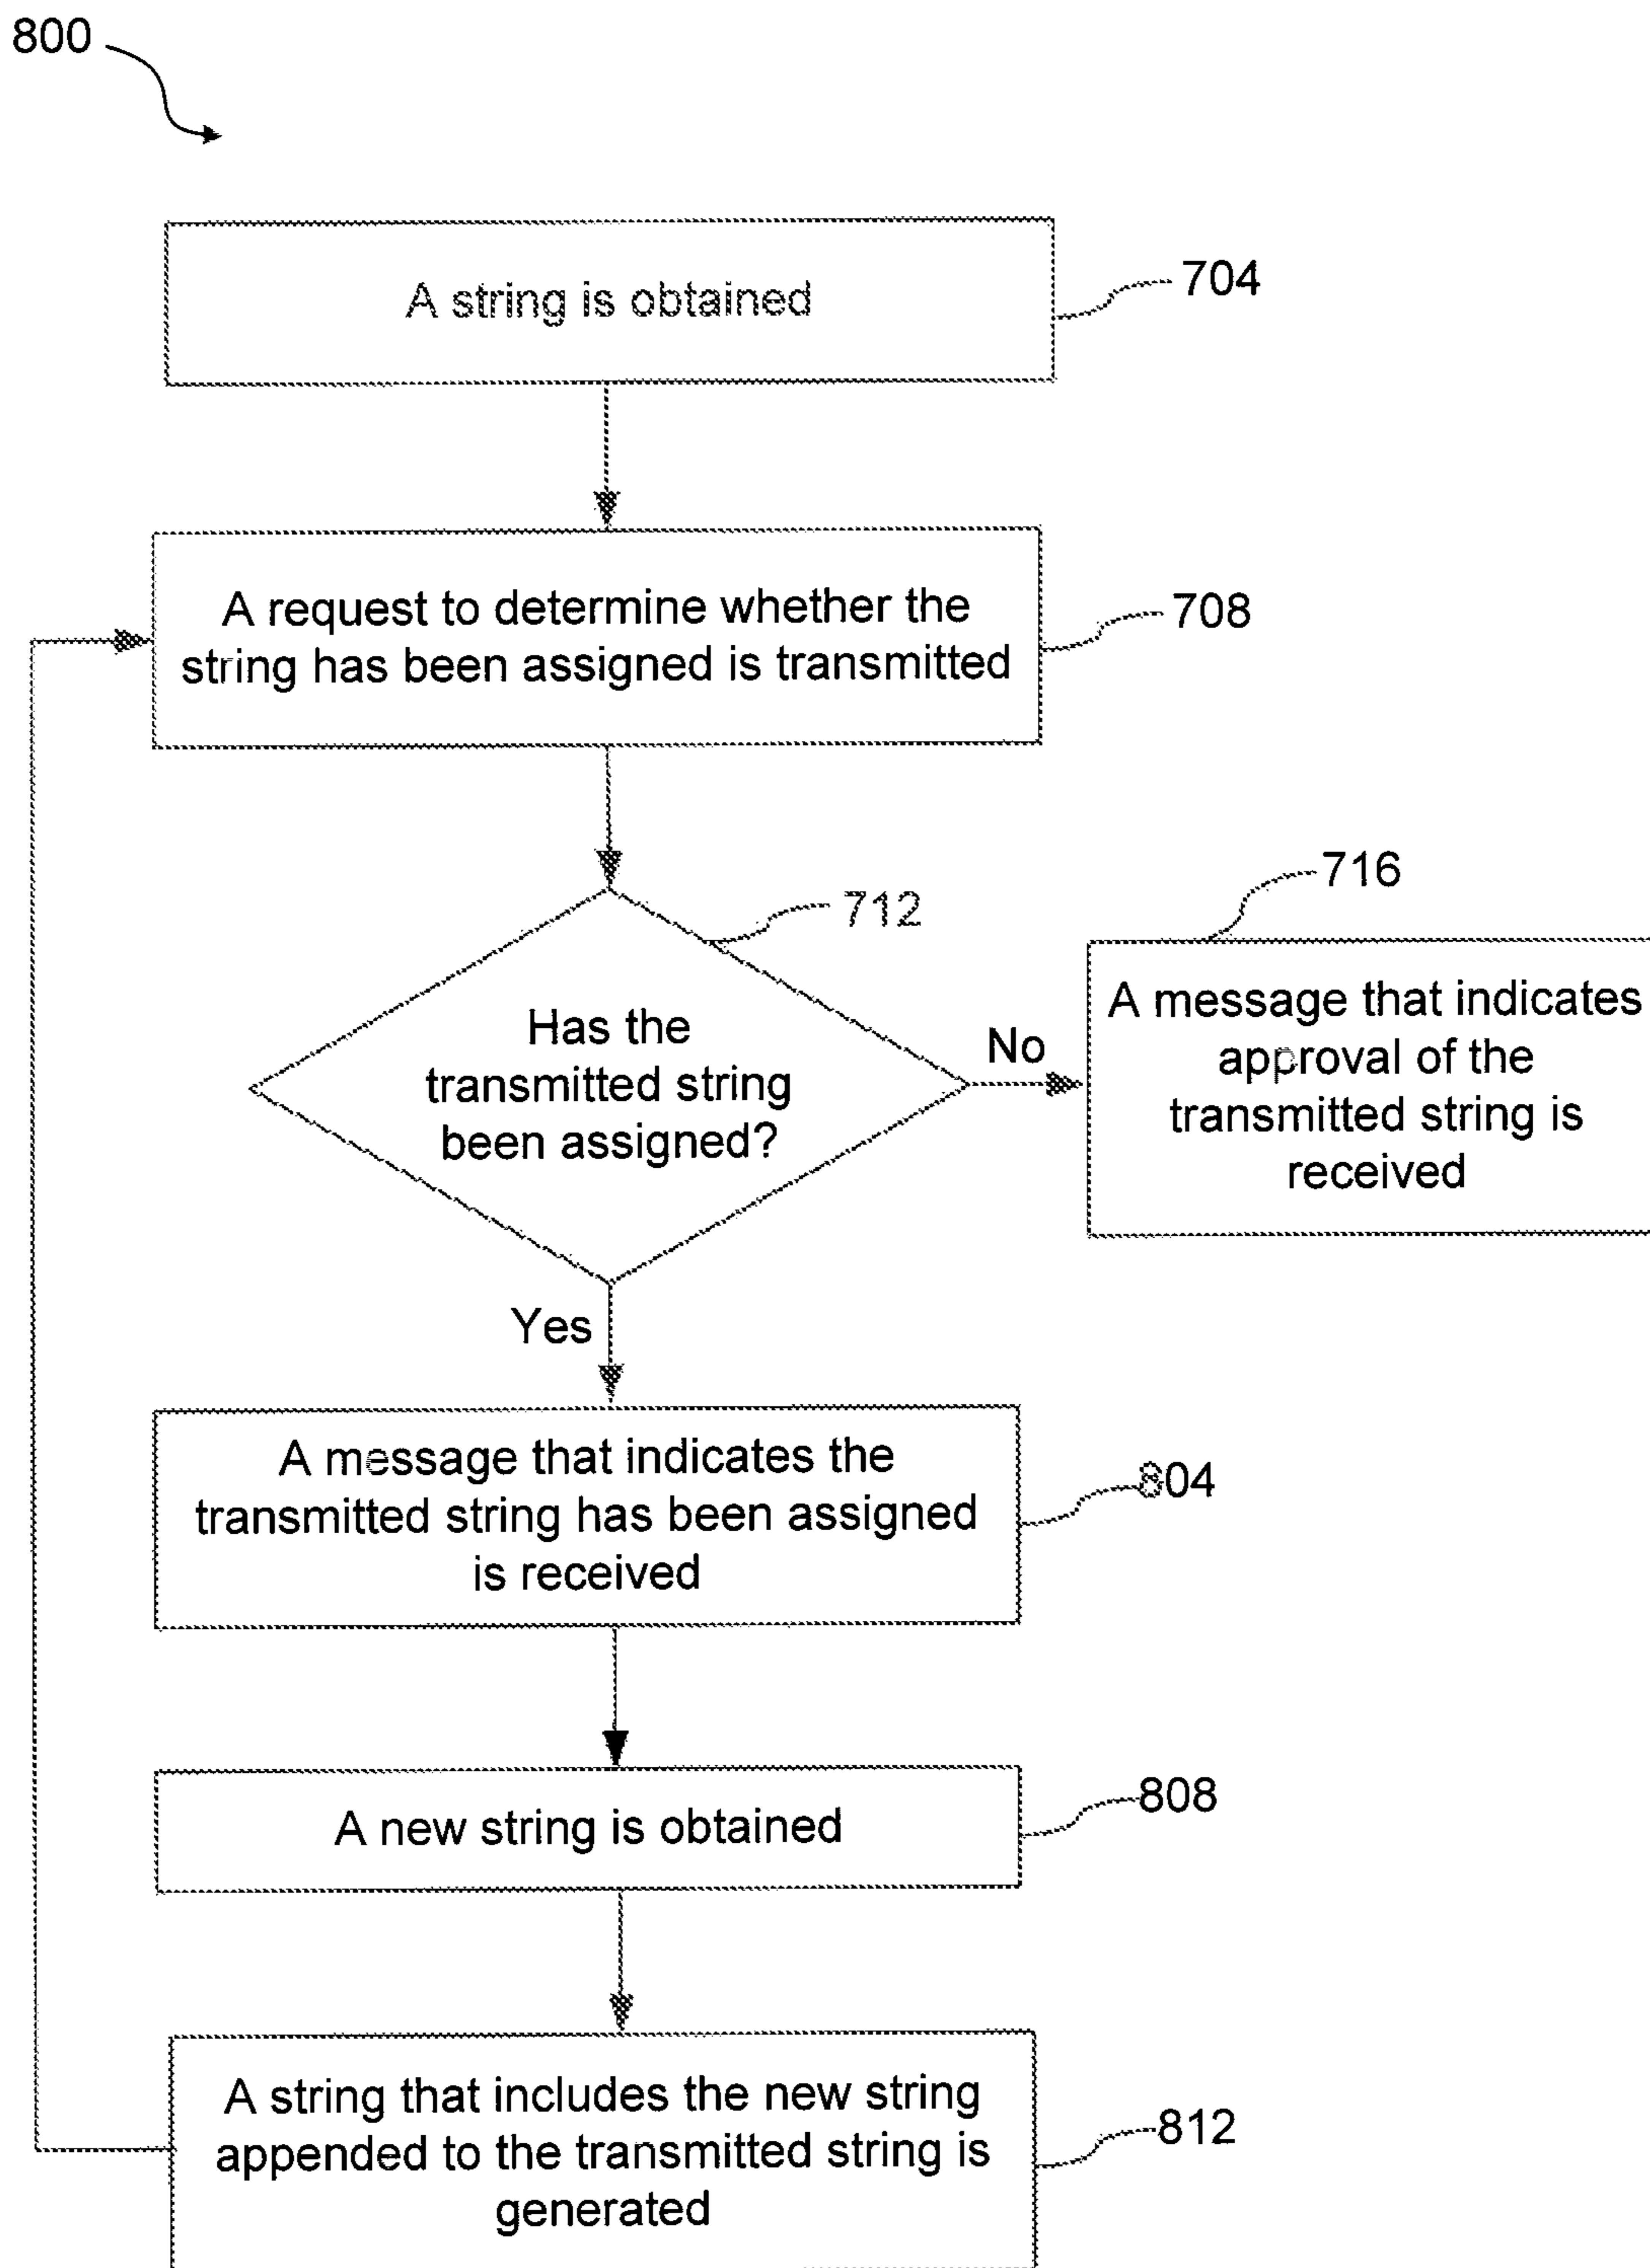 800
A string is obtained
704
A request to determine whether the
string has been assigned is transmitted
708
712
Has the
transmitted string
been assigned?
No
716
A message that indicates
approval of the
transmitted string is
received
Yes
A message that indicates the
transmitted string has been assigned
is received
804
A new string is obtained
808
A string that includes the new string
appended to the transmitted string is
generated
812